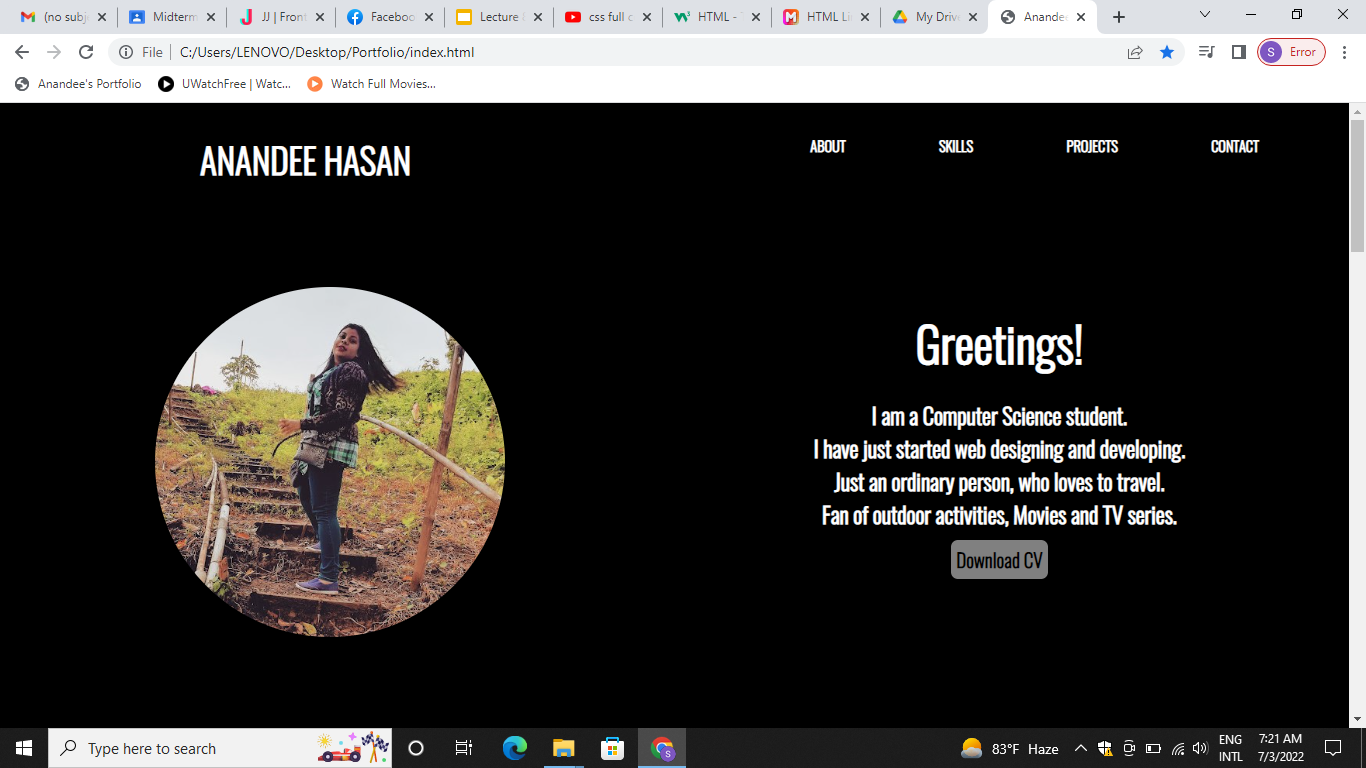 (no subj
Midterm
JJ | Front
Faceboo
Lecture
css full c
HTML -
HTML Li
My Driv
Anandee
File
C:/Users/LENOVO/Desktop/Portfolio/index.html
S
Error
Anandee's Portfolio
UWatchFree | Watc...
Watch Full Movies...
ANANDEE HASAN
ABOUT
SKILLS
PROJECTS
CONTACT
Greetings!
I am a Computer Science student.
I have just started web designing and developing.
Just an ordinary person, who loves to travel.
Fan of outdoor activities, Movies and TV series.
Download CV
Type here to search
83°F Haze
ENG
INTL
7:21 AM
7/3/2022